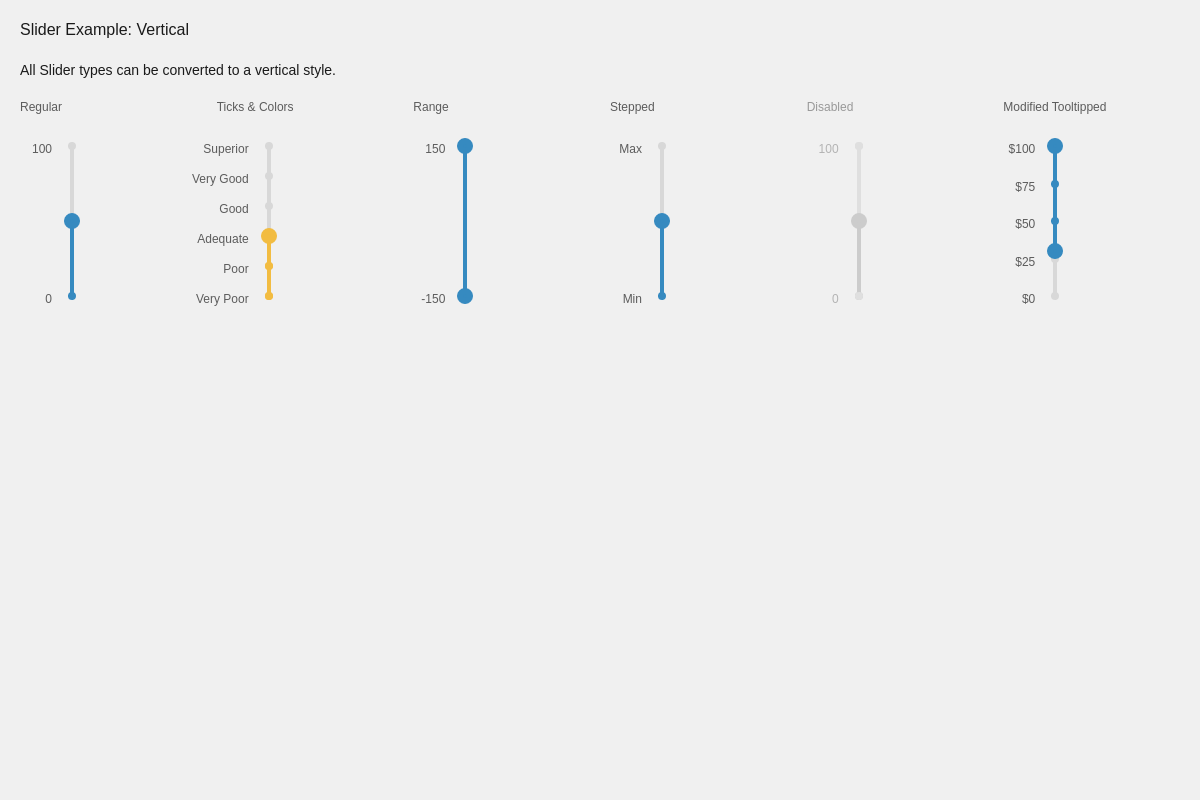 Slider Example: Vertical
All Slider types can be converted to a vertical style.
Regular
100
0
Ticks & Colors
Superior
Very Good
Good
Adequate
Poor
Very Poor
Range
150
-150
Stepped
Max
Min
Disabled
100
0
Modified Tooltipped
$100
$75
$50
$25
$0